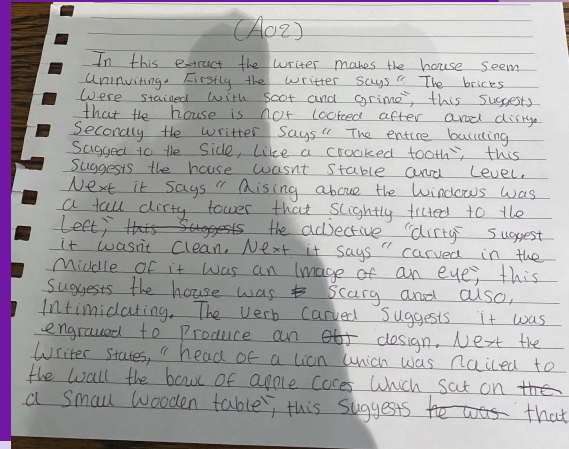 (AO2)
In this extract the writer makes the house seem
uninviting. Firstly the writter says " The bricks
were stained with soot and grime", this suggests
that the house is not looked after and dirty.
Secondly the writter says " The entire building
Sagged to the side, Like a crooked tooth", this
suggests the house wasnt stable and Level.
Next it says " Rising above the windows was
a tall dirty tower that slightly tilted to the
Left", this suggests the adjective "dirty" suggest
it wasn't clean. Next it says " carved in the
middle of it was an Image of an eye", this
suggests the house was scary and also,
Intimidating. The verb carved suggests it was
engraved to produce an obj design. Next the
writer states, " head of a lion which was nailed to
the wall the bowl of apple cores which sat on the
a small wooden table", this suggests he was that